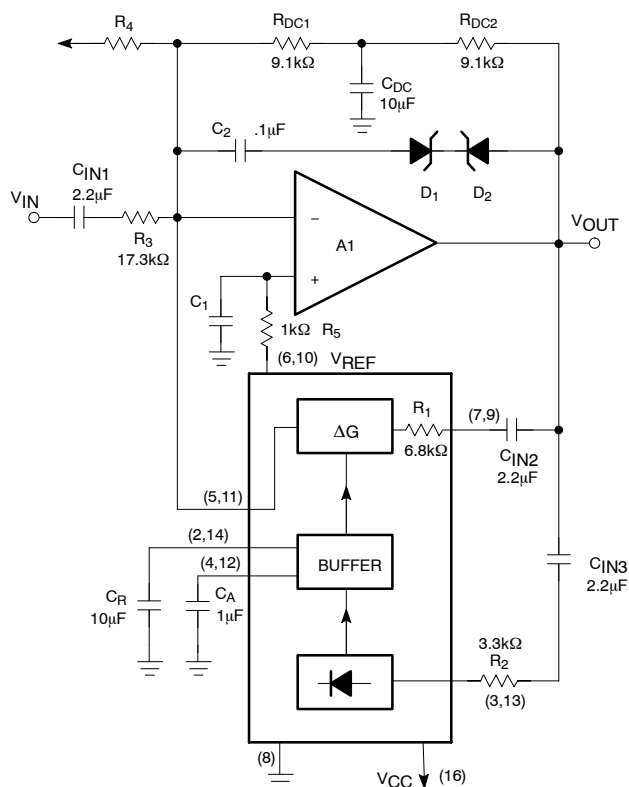 R4
RDC1
RDC2
9.1kΩ
9.1kΩ
CDC
10μF
C2
.1μF
D1
D2
CIN1
2.2μF
VIN
R3
17.3kΩ
−
A1
+
VOUT
C1
1kΩ R5
(6,10)
VREF
ΔG
R1
6.8kΩ
(7,9)
CIN2
2.2μF
(5,11)
(2,14)
(4,12)
BUFFER
CR
10μF
CA
1μF
CIN3
2.2μF
3.3kΩ
R2
(3,13)
(8)
VCC
(16)